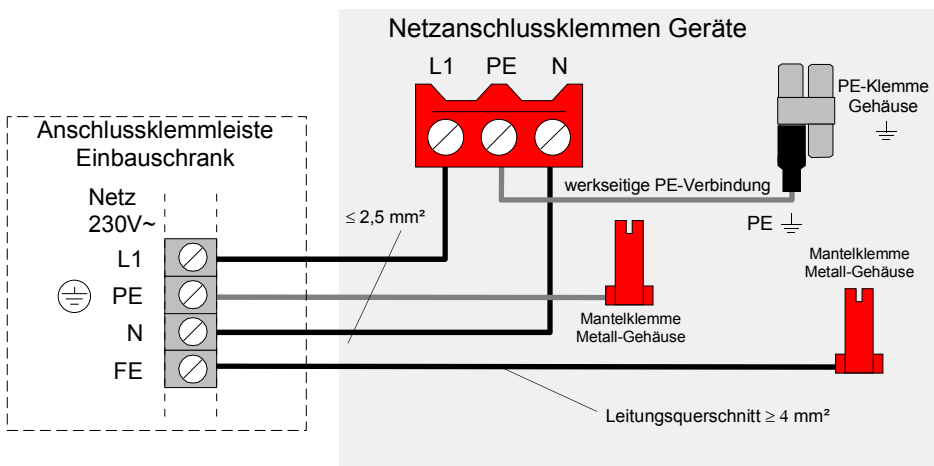 Netzanschlussklemmen Geräte
L1 PE N
PE-Klemme
Gehäuse
Anschlussklemmleiste
Einbauschrank
werkseitige PE-Verbindung
Netz
230V~
≤ 2,5 mm²
PE
L1
Mantelklemme
Metall-Gehäuse
PE
Mantelklemme
Metall-Gehäuse
N
FE
Leitungsquerschnitt ≥ 4 mm²